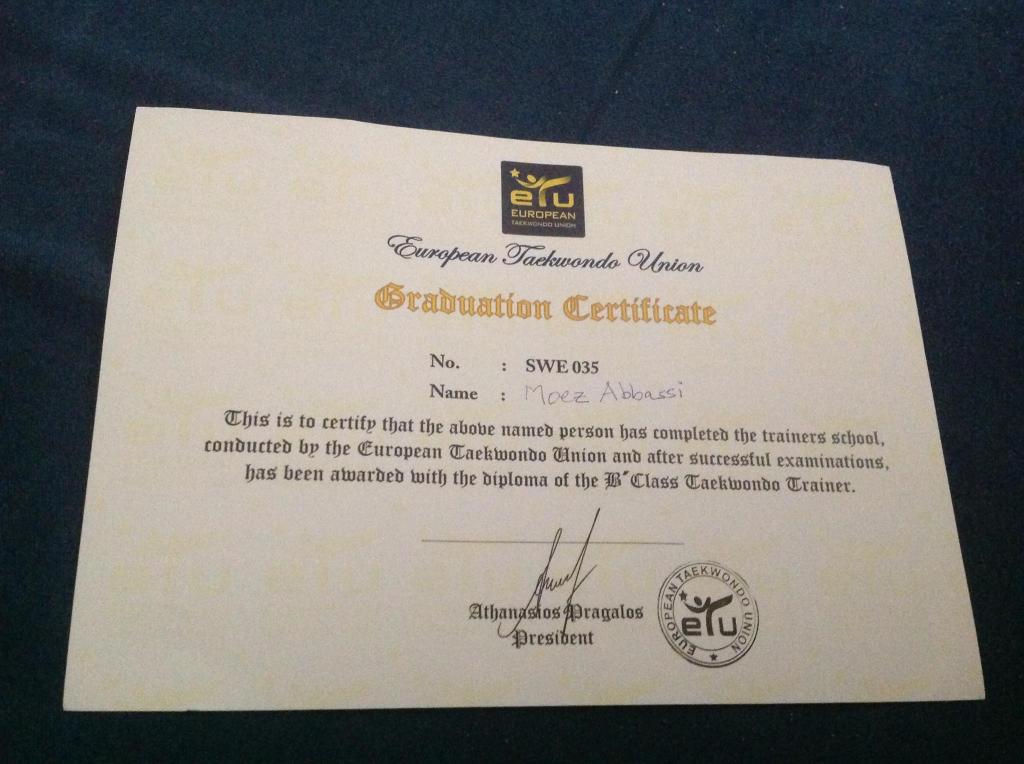 eTU
EUROPEAN
TAEKWONDO UNION
European Taekwondo Union
Graduation Certificate
No. : SWE 035
Name : Moez Abbassi
This is to certify that the above named person has completed the trainers school,
conducted by the European Taekwondo Union and after successful examinations,
has been awarded with the diploma of the B΄ Class Taekwondo Trainer.
Athanasios Pragalos
President
EUROPEAN TAEKWONDO UNION
eTU